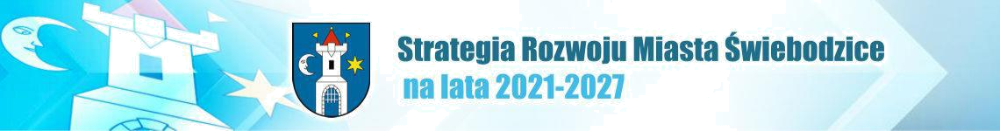 Strategia Rozwoju Miasta Świebodzice
na lata 2021-2027